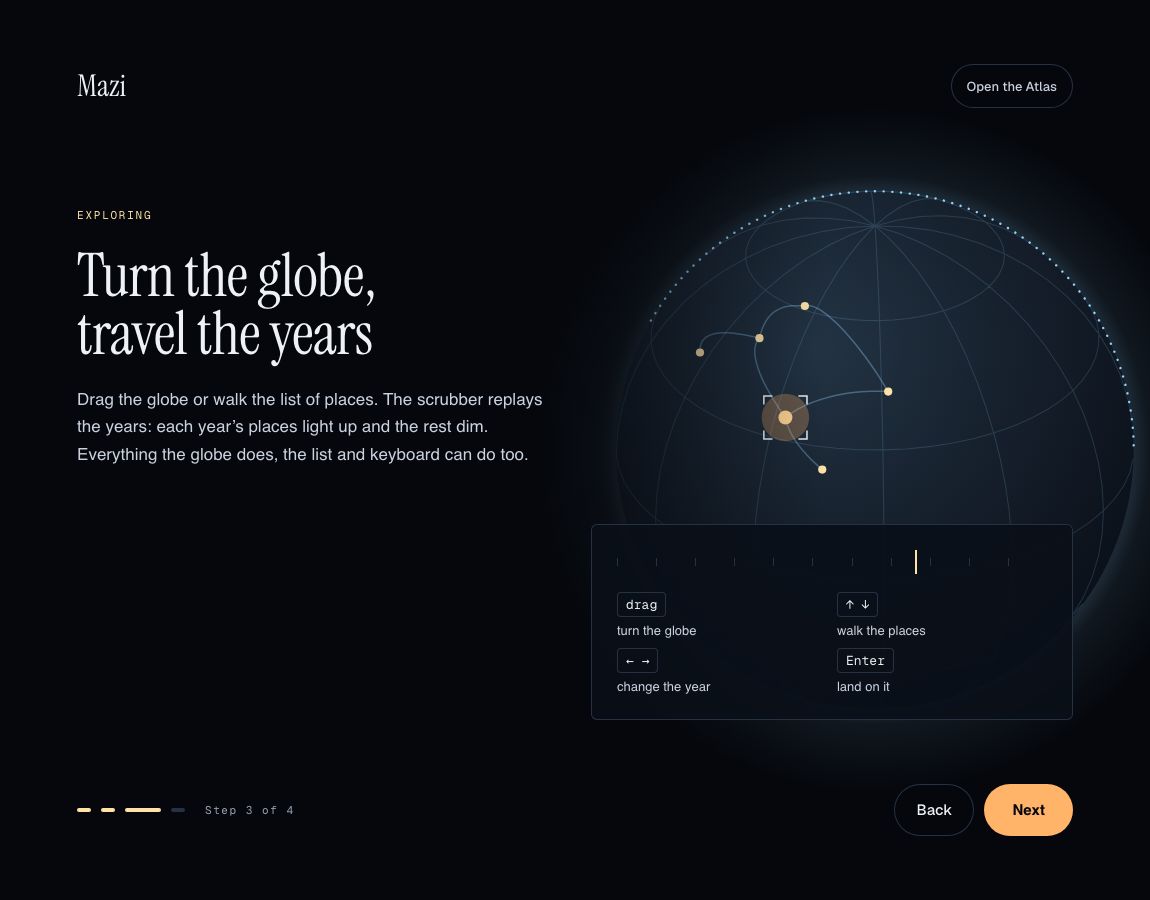 Mazi
Open the Atlas
EXPLORING
Turn the globe,
travel the years
Drag the globe or walk the list of places. The scrubber replays
the years: each year’s places light up and the rest dim.
Everything the globe does, the list and keyboard can do too.
drag
turn the globe
↑ ↓
walk the places
← →
change the year
Enter
land on it
Step 3 of 4
Back
Next